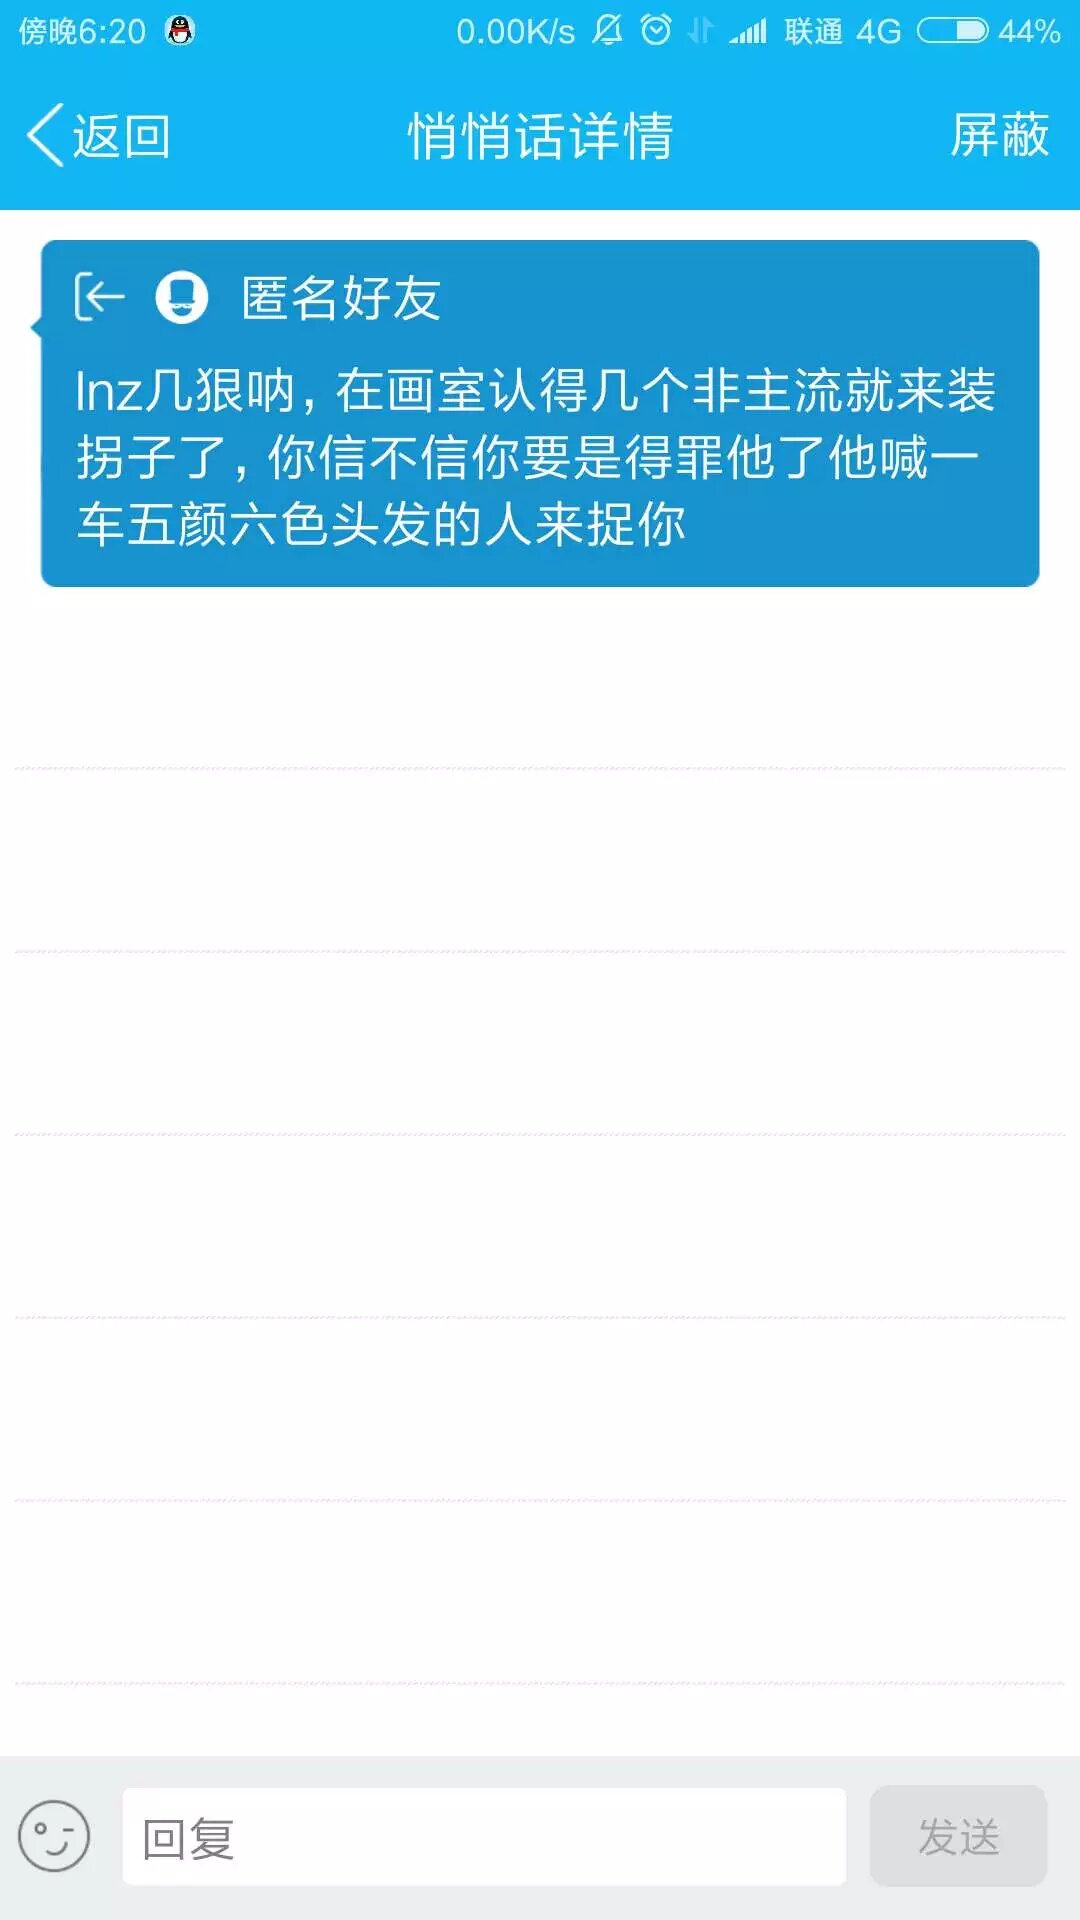 傍晚6:20 0.00K/s 联通 4G 44%
返回 悄悄话详情 屏蔽
匿名好友
lnz几狠呐,在画室认得几个非主流就来装
拐子了,你信不信你要是得罪他了他喊一
车五颜六色头发的人来捉你
回复 发送